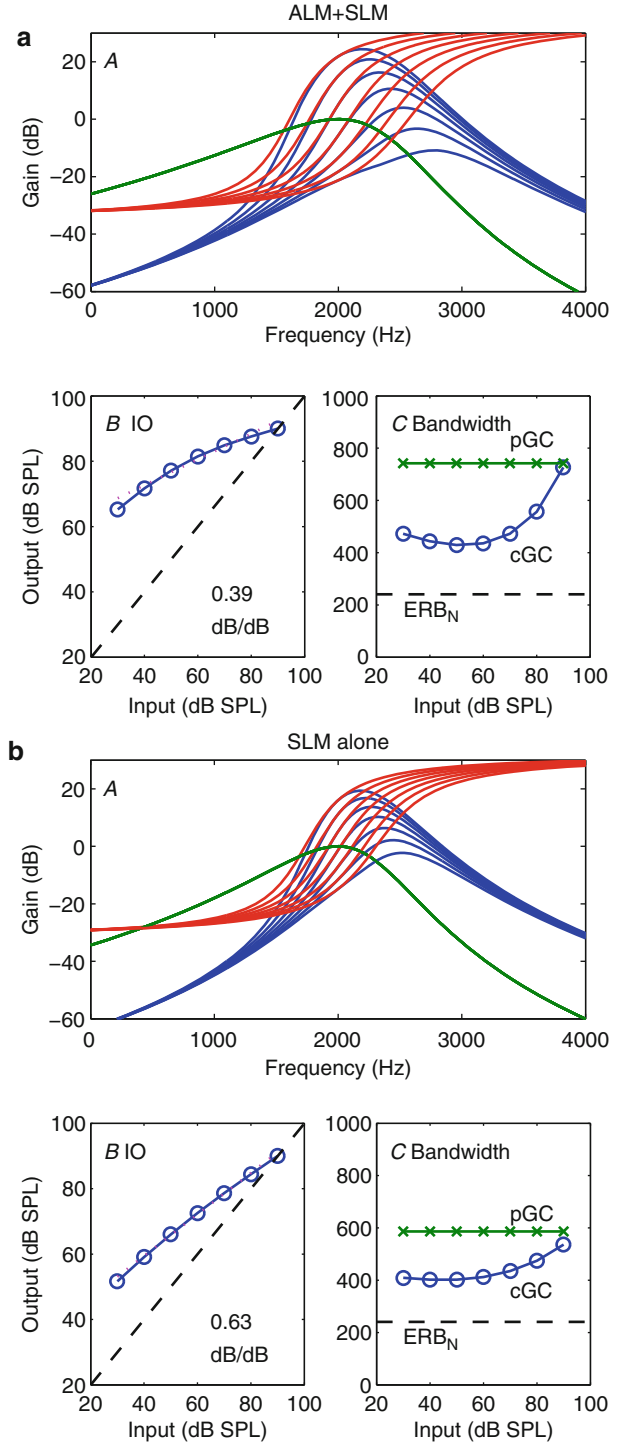 ALM+SLM
a
A
20
0
−20
−40
−60
Gain (dB)
0 1000 2000 3000 4000
Frequency (Hz)
B IO
100
80
60
40
20
Output (dB SPL)
0.39
dB/dB
20 40 60 80 100
Input (dB SPL)
C Bandwidth
1000
800
600
400
200
0
pGC
cGC
ERBN
20 40 60 80 100
Input (dB SPL)
b
SLM alone
A
20
0
−20
−40
−60
Gain (dB)
0 1000 2000 3000 4000
Frequency (Hz)
B IO
100
80
60
40
20
Output (dB SPL)
0.63
dB/dB
20 40 60 80 100
Input (dB SPL)
C Bandwidth
1000
800
600
400
200
0
pGC
cGC
ERBN
20 40 60 80 100
Input (dB SPL)